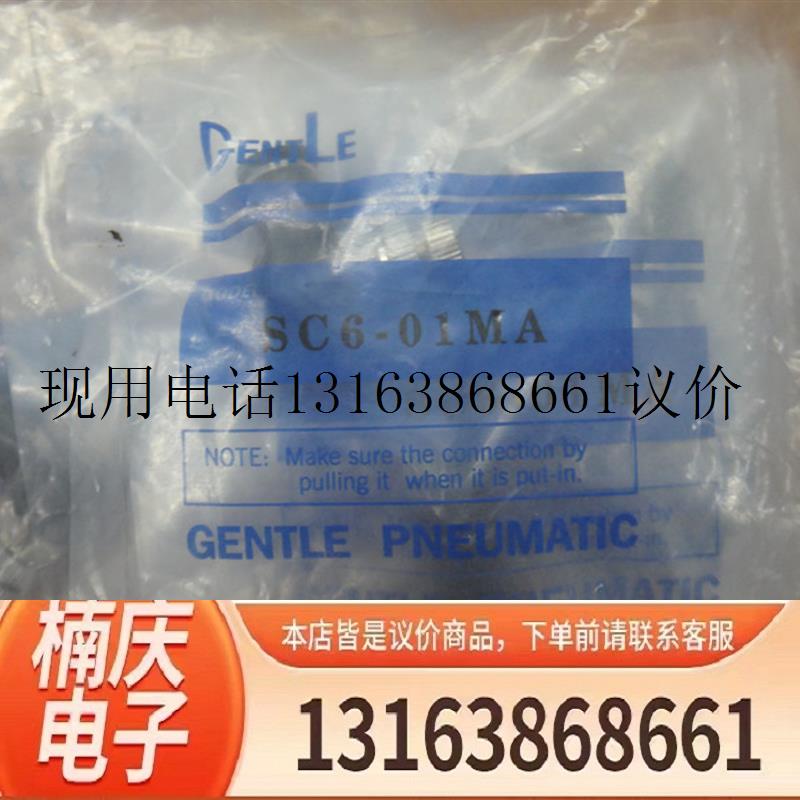 GENTLE
CODE
SC6-01MA
现用电话13163868661议价
NOTE: Make sure the connection by
pulling it when it is put-in.
GENTLE PNEUMATIC
楠庆
电子
本店皆是议价商品，下单前请联系客服
13163868661